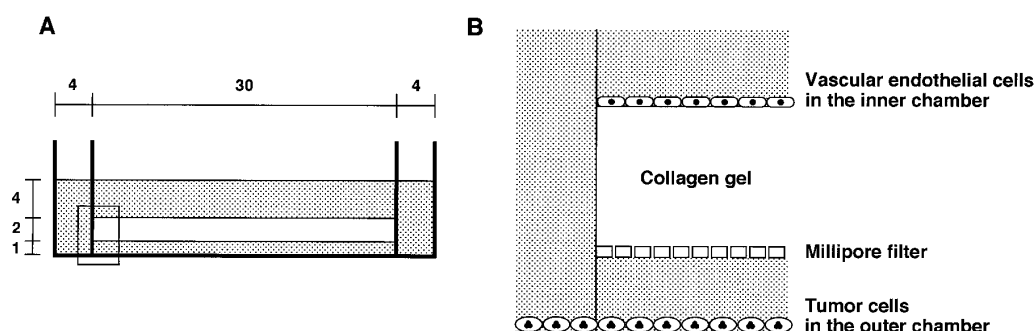 A
4 30 4
4
2
1
B
Vascular endothelial cells
in the inner chamber
Collagen gel
Millipore filter
Tumor cells
in the outer chamber